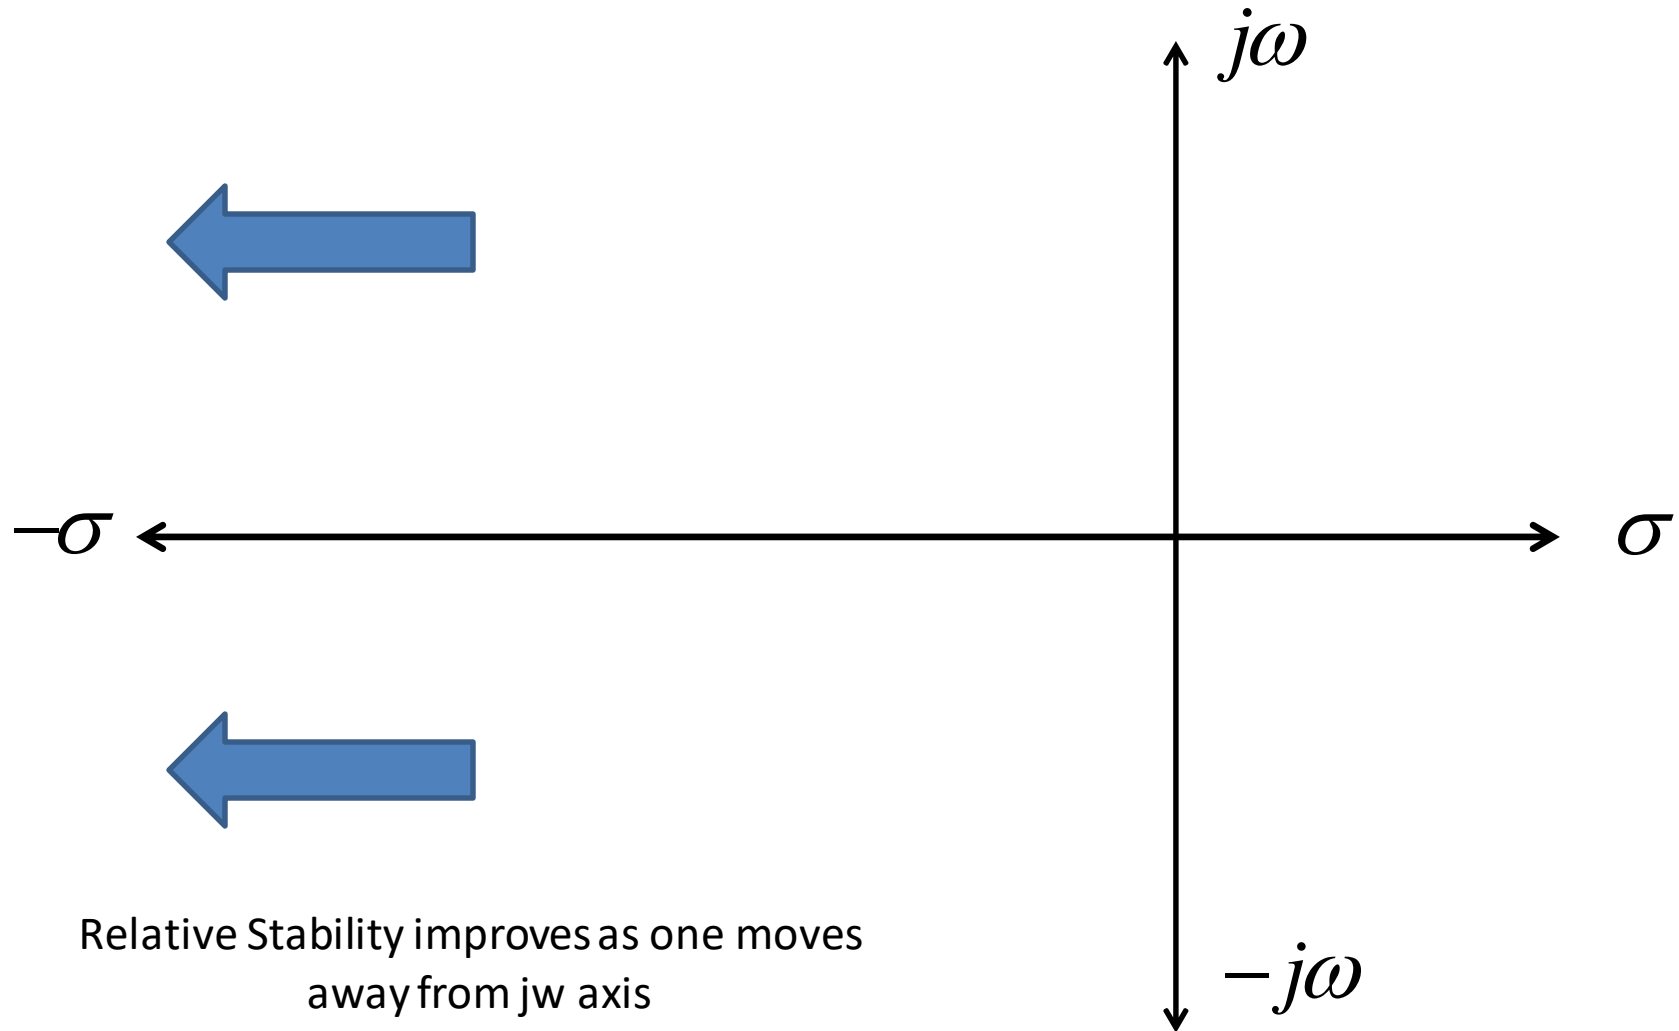 jω
−σ
σ
Relative Stability improves as one moves
away from jw axis
−jω